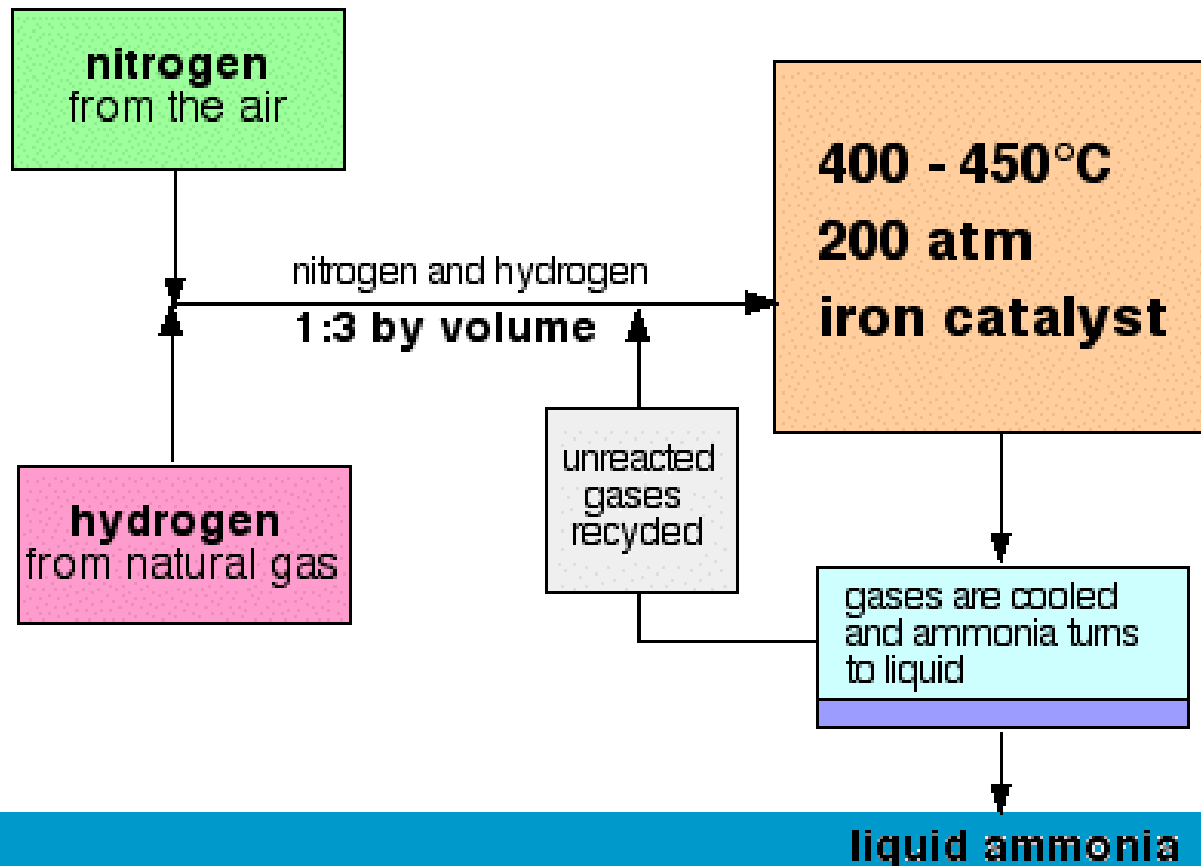 nitrogen
from the air
400 - 450°C
200 atm
iron catalyst
nitrogen and hydrogen
1:3 by volume
unreacted
gases
recyded
hydrogen
from natural gas
gases are cooled
and ammonia turns
to liquid
liquid ammonia